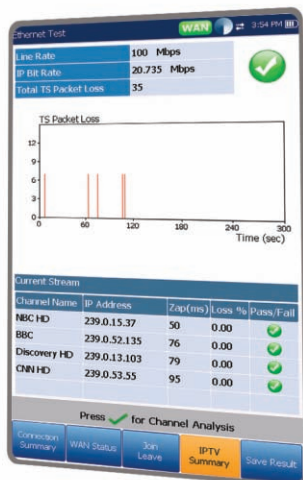 Ethernet Test WAN 3:54 PM
Line Rate 100 Mbps
IP Bit Rate 20.735 Mbps
Total TS Packet Loss 35
TS Packet Loss
12
9
6
3
0
0 60 120 180 240 300
Time (sec)
Current Stream
Channel Name IP Address Zap(ms) Loss % Pass/Fail
NBC HD 239.0.15.37 50 0.00
BBC 239.0.52.135 76 0.00
Discovery HD 239.0.13.103 79 0.00
CNN HD 239.0.53.55 95 0.00
Press for Channel Analysis
Connection Summary WAN Status Join Leave IPTV Summary Save Result